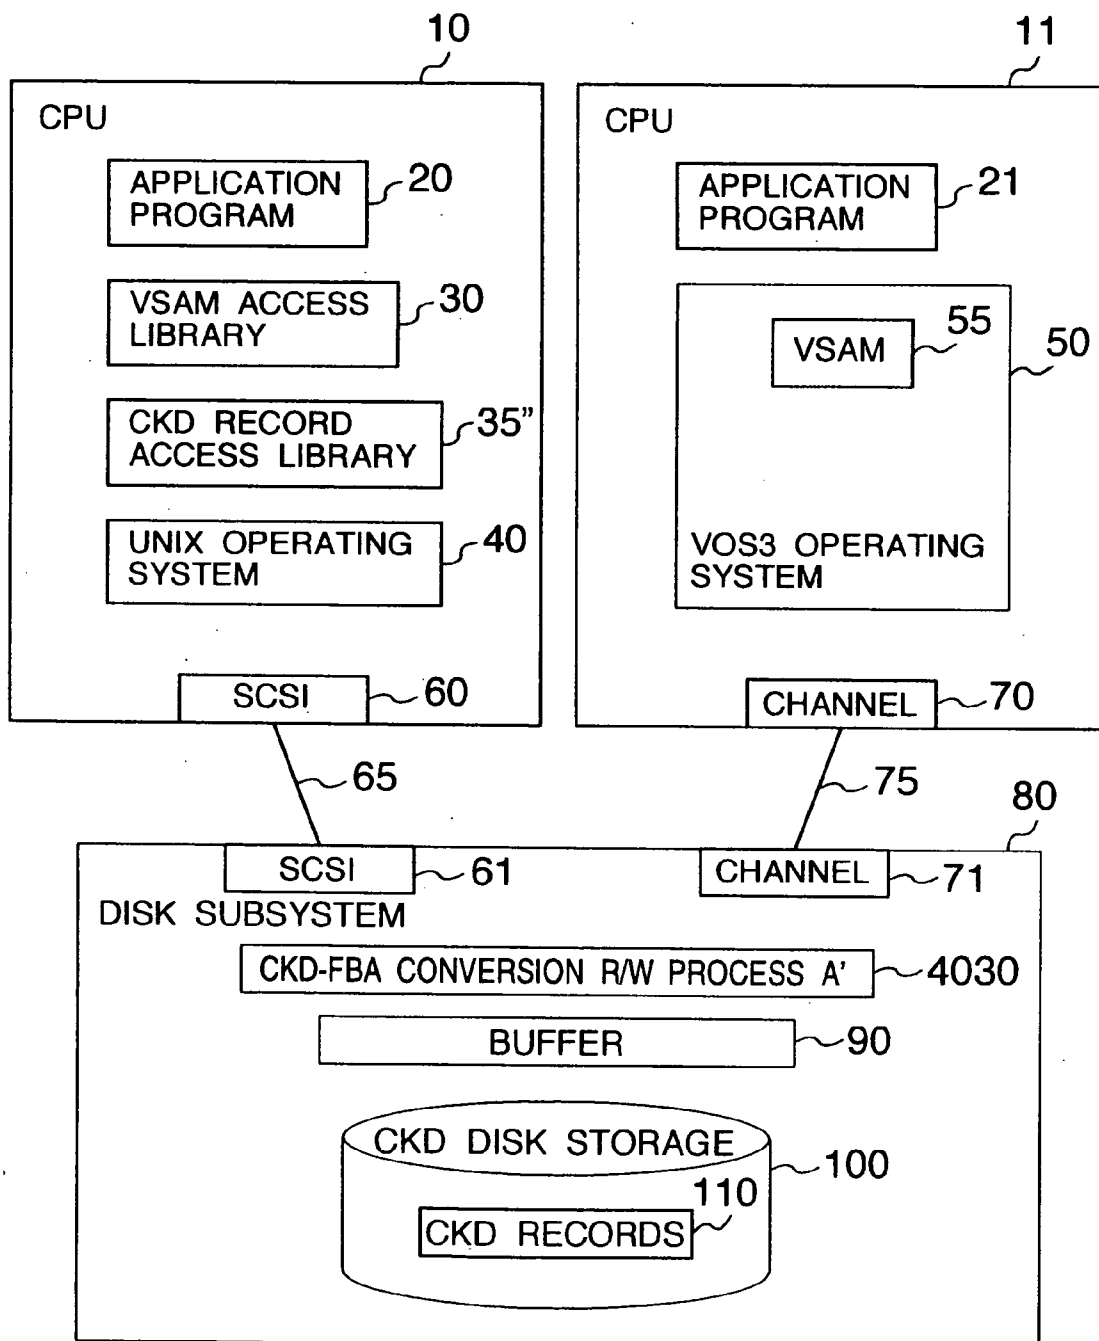 10
11
CPU
APPLICATION
PROGRAM
20
VSAM ACCESS
LIBRARY
30
CKD RECORD
ACCESS LIBRARY
35”
UNIX OPERATING
SYSTEM
40
SCSI
60
CPU
APPLICATION
PROGRAM
21
VSAM
55
50
VOS3 OPERATING
SYSTEM
CHANNEL
70
65
75
80
SCSI
61
CHANNEL
71
DISK SUBSYSTEM
CKD-FBA CONVERSION R/W PROCESS A'
4030
BUFFER
90
CKD DISK STORAGE
100
110
CKD RECORDS